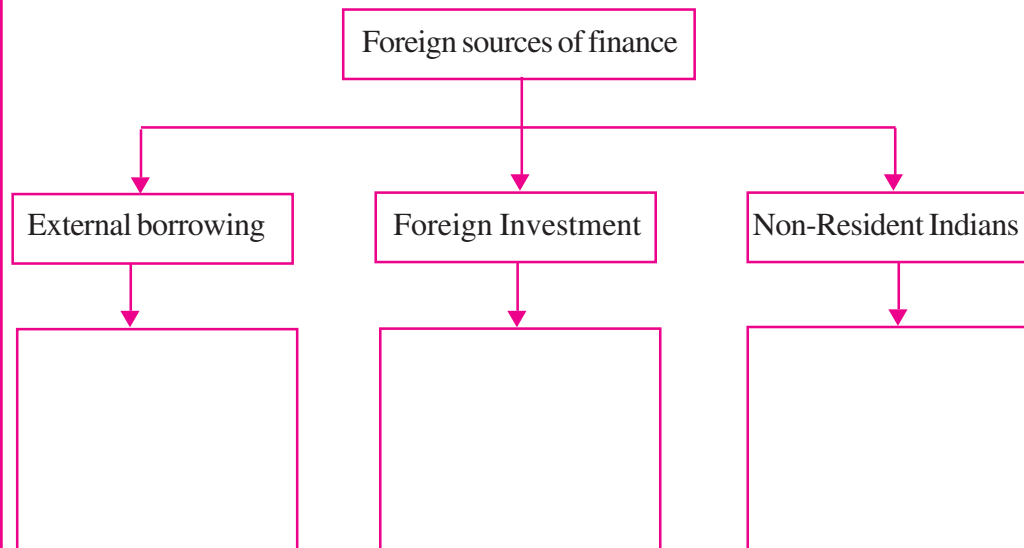 Foreign sources of finance
External borrowing
Foreign Investment
Non-Resident Indians